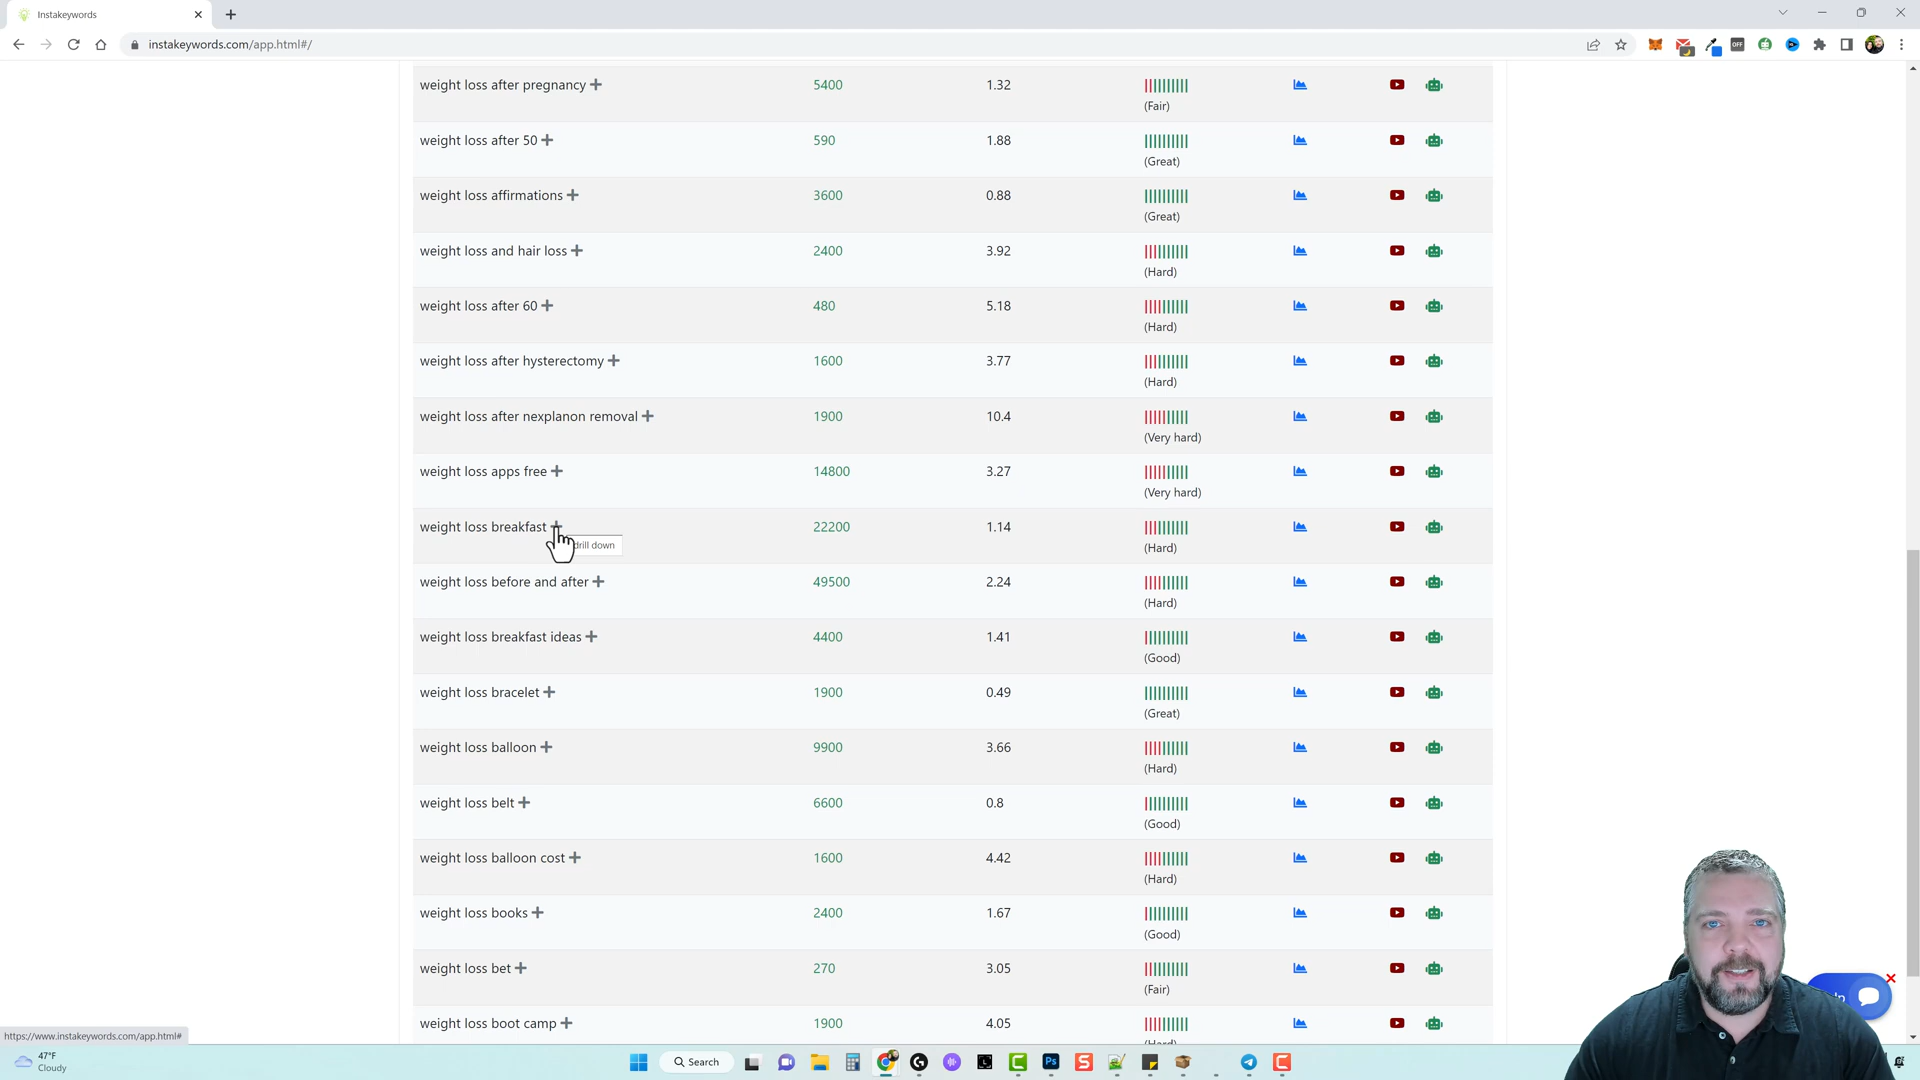 Instakeywords
instakeywords.com/app.html#/
OFF
weight loss after pregnancy 5400 1.32
(Fair)
weight loss after 50 590 1.88
(Great)
weight loss affirmations 3600 0.88
(Great)
weight loss and hair loss 2400 3.92
(Hard)
weight loss after 60 480 5.18
(Hard)
weight loss after hysterectomy 1600 3.77
(Hard)
weight loss after nexplanon removal 1900 10.4
(Very hard)
weight loss apps free 14800 3.27
(Very hard)
weight loss breakfast 22200 1.14
drill down
(Hard)
weight loss before and after 49500 2.24
(Hard)
weight loss breakfast ideas 4400 1.41
(Good)
weight loss bracelet 1900 0.49
(Great)
weight loss balloon 9900 3.66
(Hard)
weight loss belt 6600 0.8
(Good)
weight loss balloon cost 1600 4.42
(Hard)
weight loss books 2400 1.67
(Good)
weight loss bet 270 3.05
(Fair)
weight loss boot camp 1900 4.05
(Hard)
https://www.instakeywords.com/app.html#
47°F
Cloudy
Search